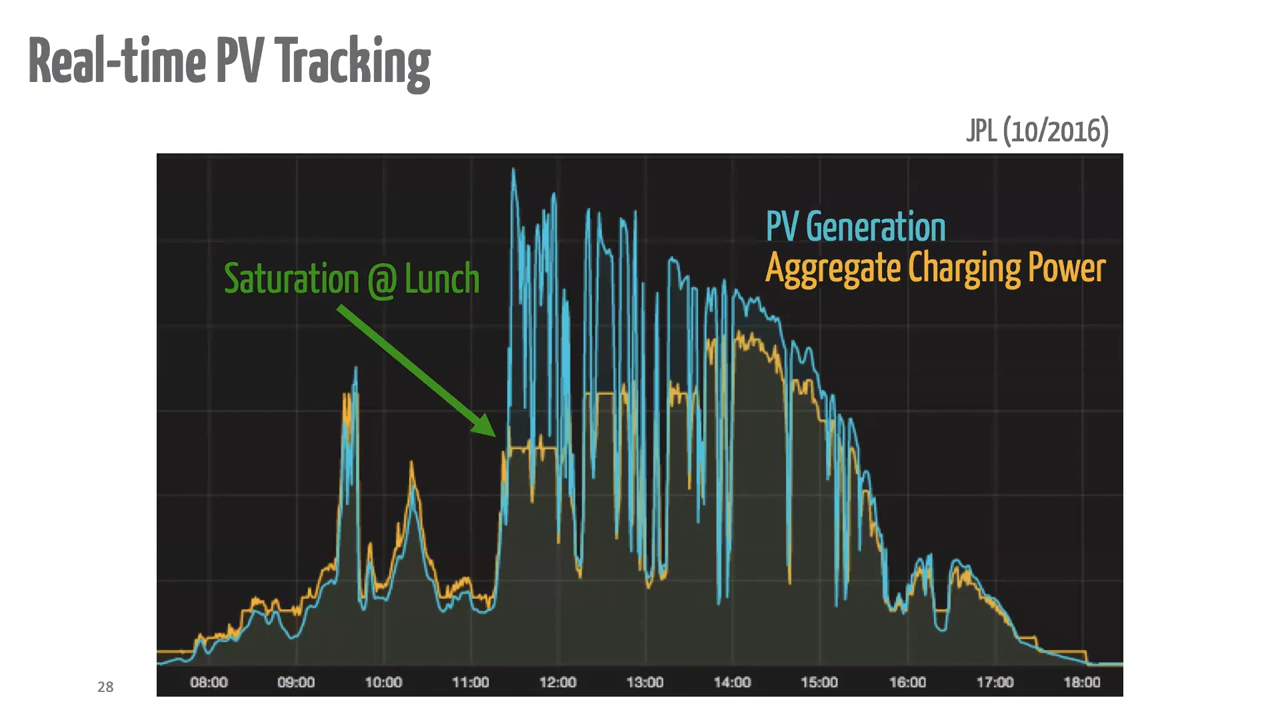 Real-time PV Tracking
JPL (10/2016)
PV Generation
Aggregate Charging Power
Saturation @ Lunch
08:00 09:00 10:00 11:00 12:00 13:00 14:00 15:00 16:00 17:00 18:00
28